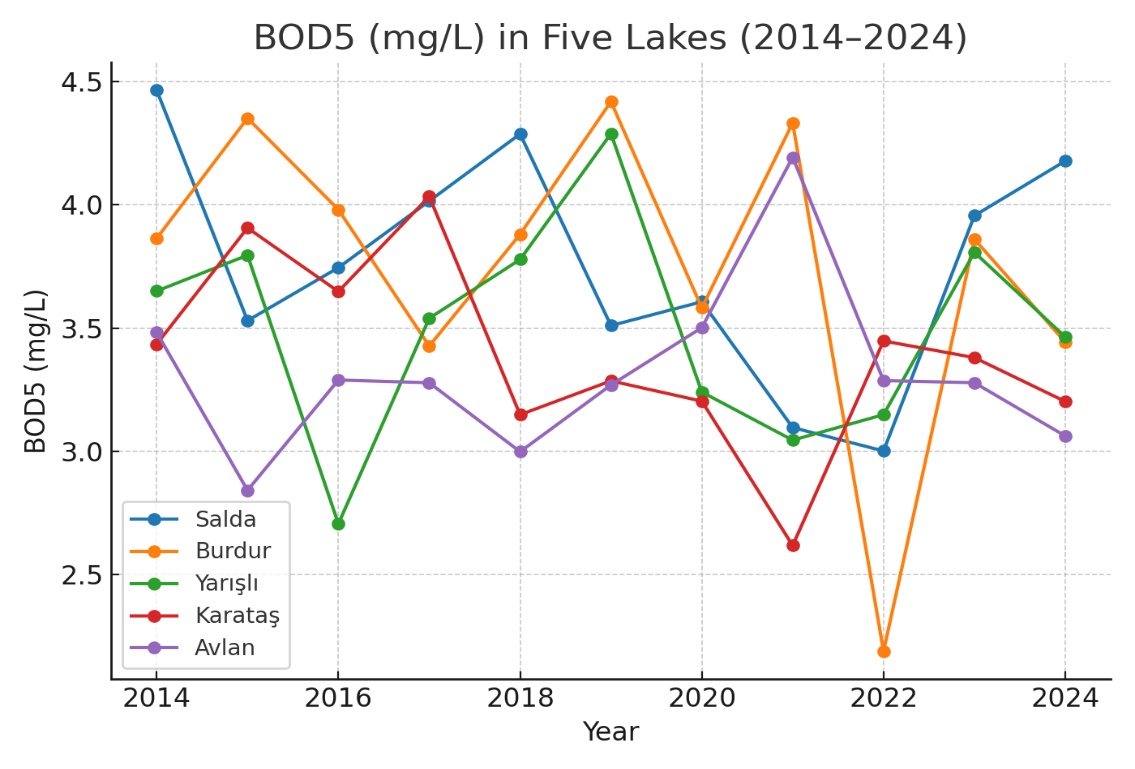 BOD5 (mg/L) in Five Lakes (2014–2024)
BOD5 (mg/L)
4.5
4.0
3.5
3.0
2.5
Salda
Burdur
Yarışlı
Karataş
Avlan
2014 2016 2018 2020 2022 2024
Year